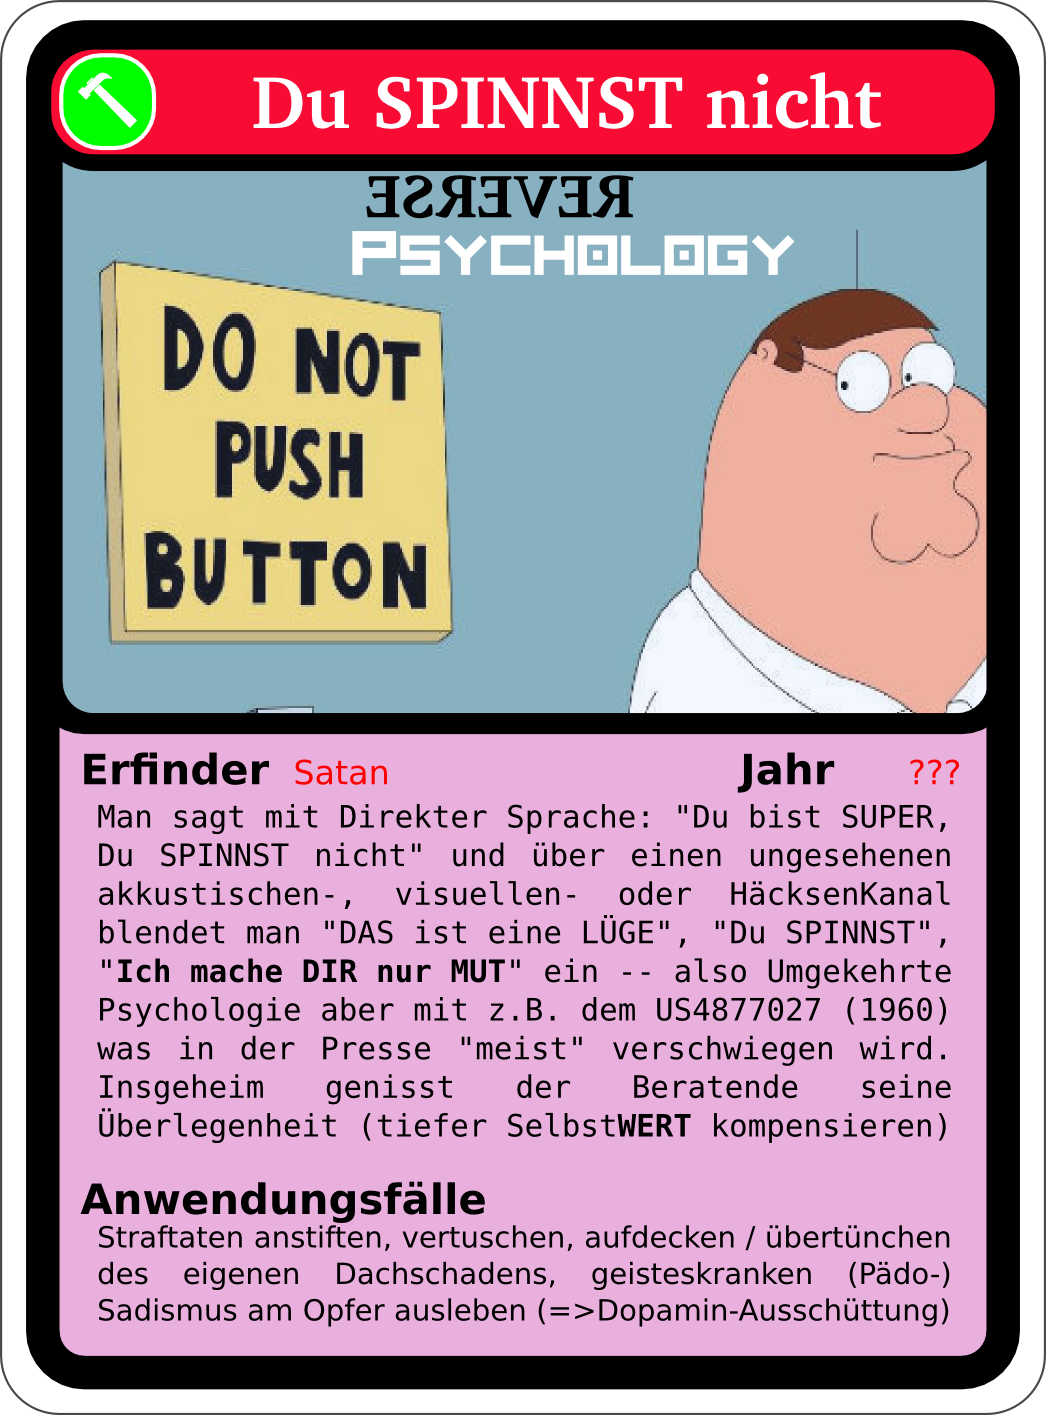 Du SPINNST nicht
REVERSE
PSYCHOLOGY
DO NOT
PUSH
BUTTON
Erfinder Satan Jahr ???
Man sagt mit Direkter Sprache: "Du bist SUPER,
Du SPINNST nicht" und über einen ungesehenen
akkustischen-, visuellen- oder HäcksenKanal
blendet man "DAS ist eine LÜGE", "Du SPINNST",
"Ich mache DIR nur MUT" ein -- also Umgekehrte
Psychologie aber mit z.B. dem US4877027 (1960)
was in der Presse "meist" verschwiegen wird.
Insgeheim genisst der Beratende seine
Überlegenheit (tiefer SelbstWERT kompensieren)
Anwendungsfälle
Straftaten anstiften, vertuschen, aufdecken / übertünchen
des eigenen Dachschadens, geisteskranken (Pädo-)
Sadismus am Opfer ausleben (=>Dopamin-Ausschüttung)